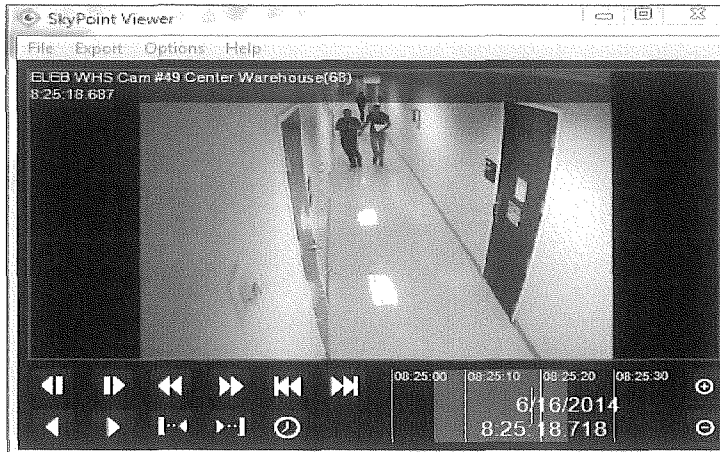 SkyPoint Viewer
File Export Options Help
ELEB WHS Cam #49 Center Warehouse(68)
8:25:18.687
08:25:00 08:25:10 08:25:20 08:25:30
6/16/2014
8:25:18.718